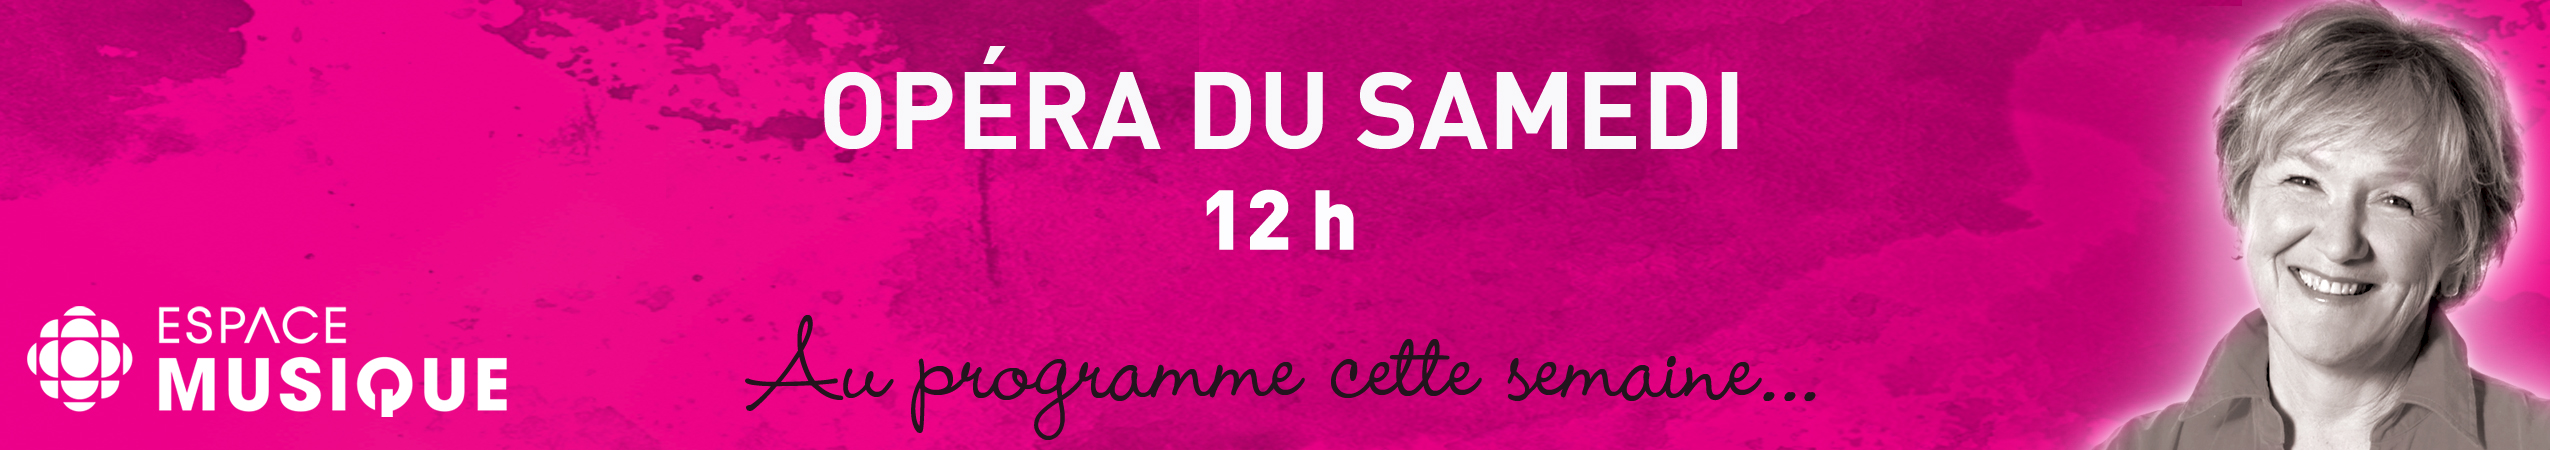 OPÉRA DU SAMEDI
12 h
Au programme cette semaine...
ESPACE
MUSIQUE